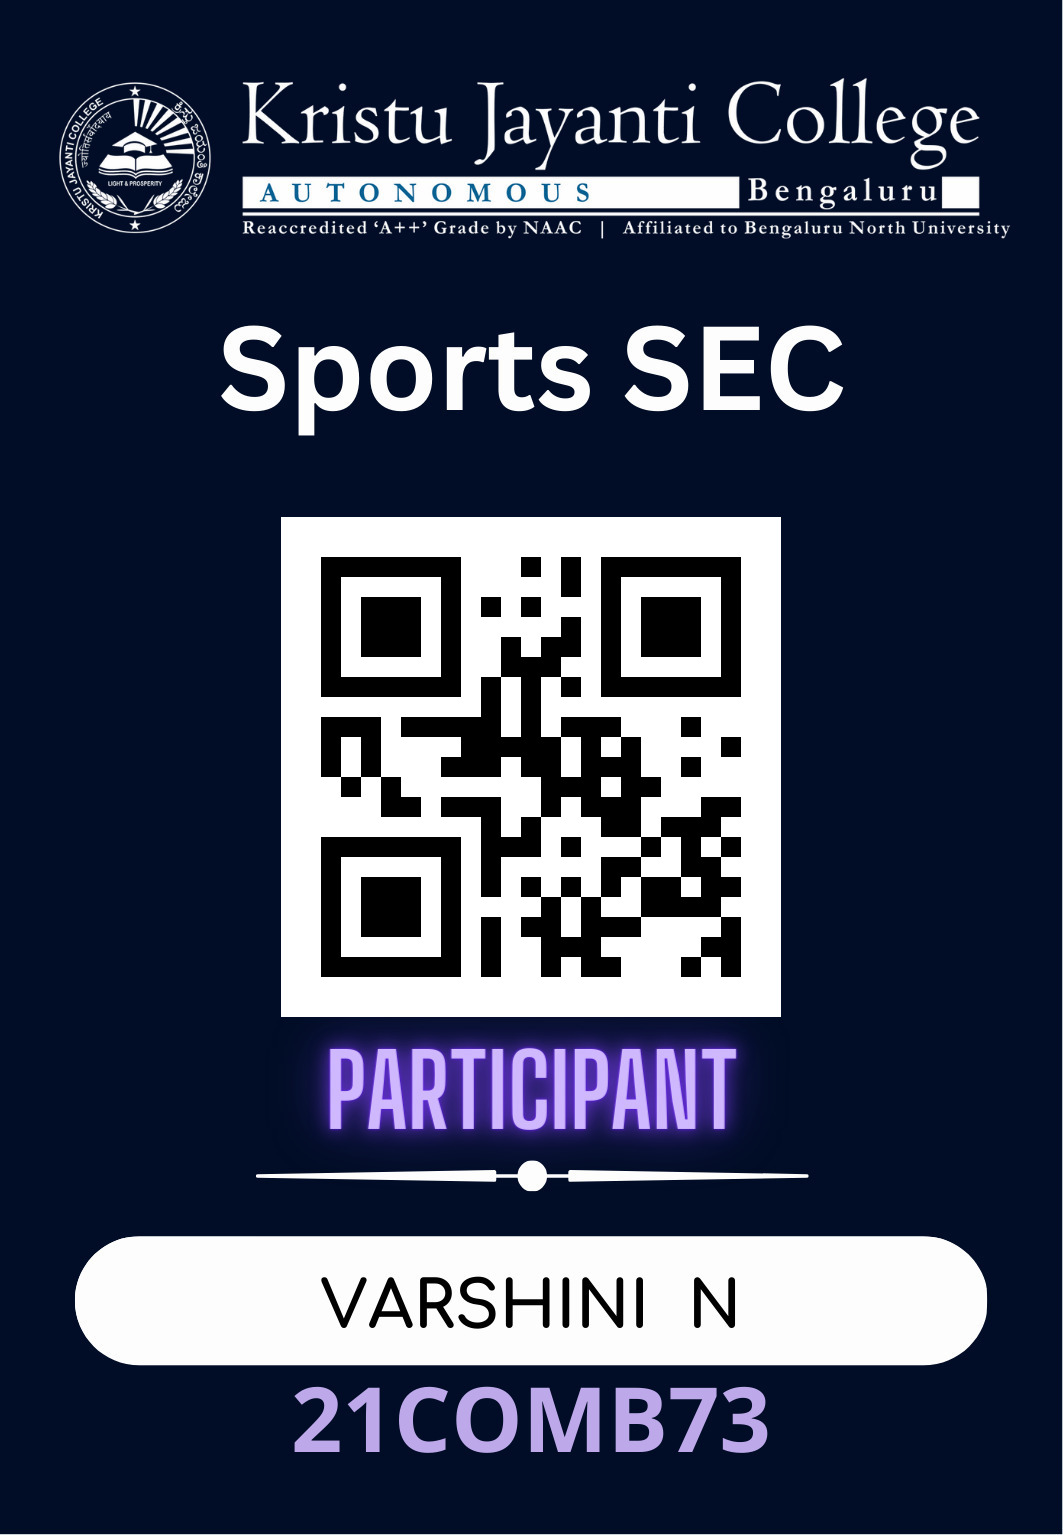 KRISTU JAYANTI COLLEGE
ಕ್ರಿಸ್ತು ಜಯಂತಿ ಕಾಲೇಜು
LIGHT & PROSPERITY
Kristu Jayanti College
AUTONOMOUS Bengaluru
Reaccredited ‘A++’ Grade by NAAC | Affiliated to Bengaluru North University
Sports SEC
PARTICIPANT
VARSHINI N
21COMB73